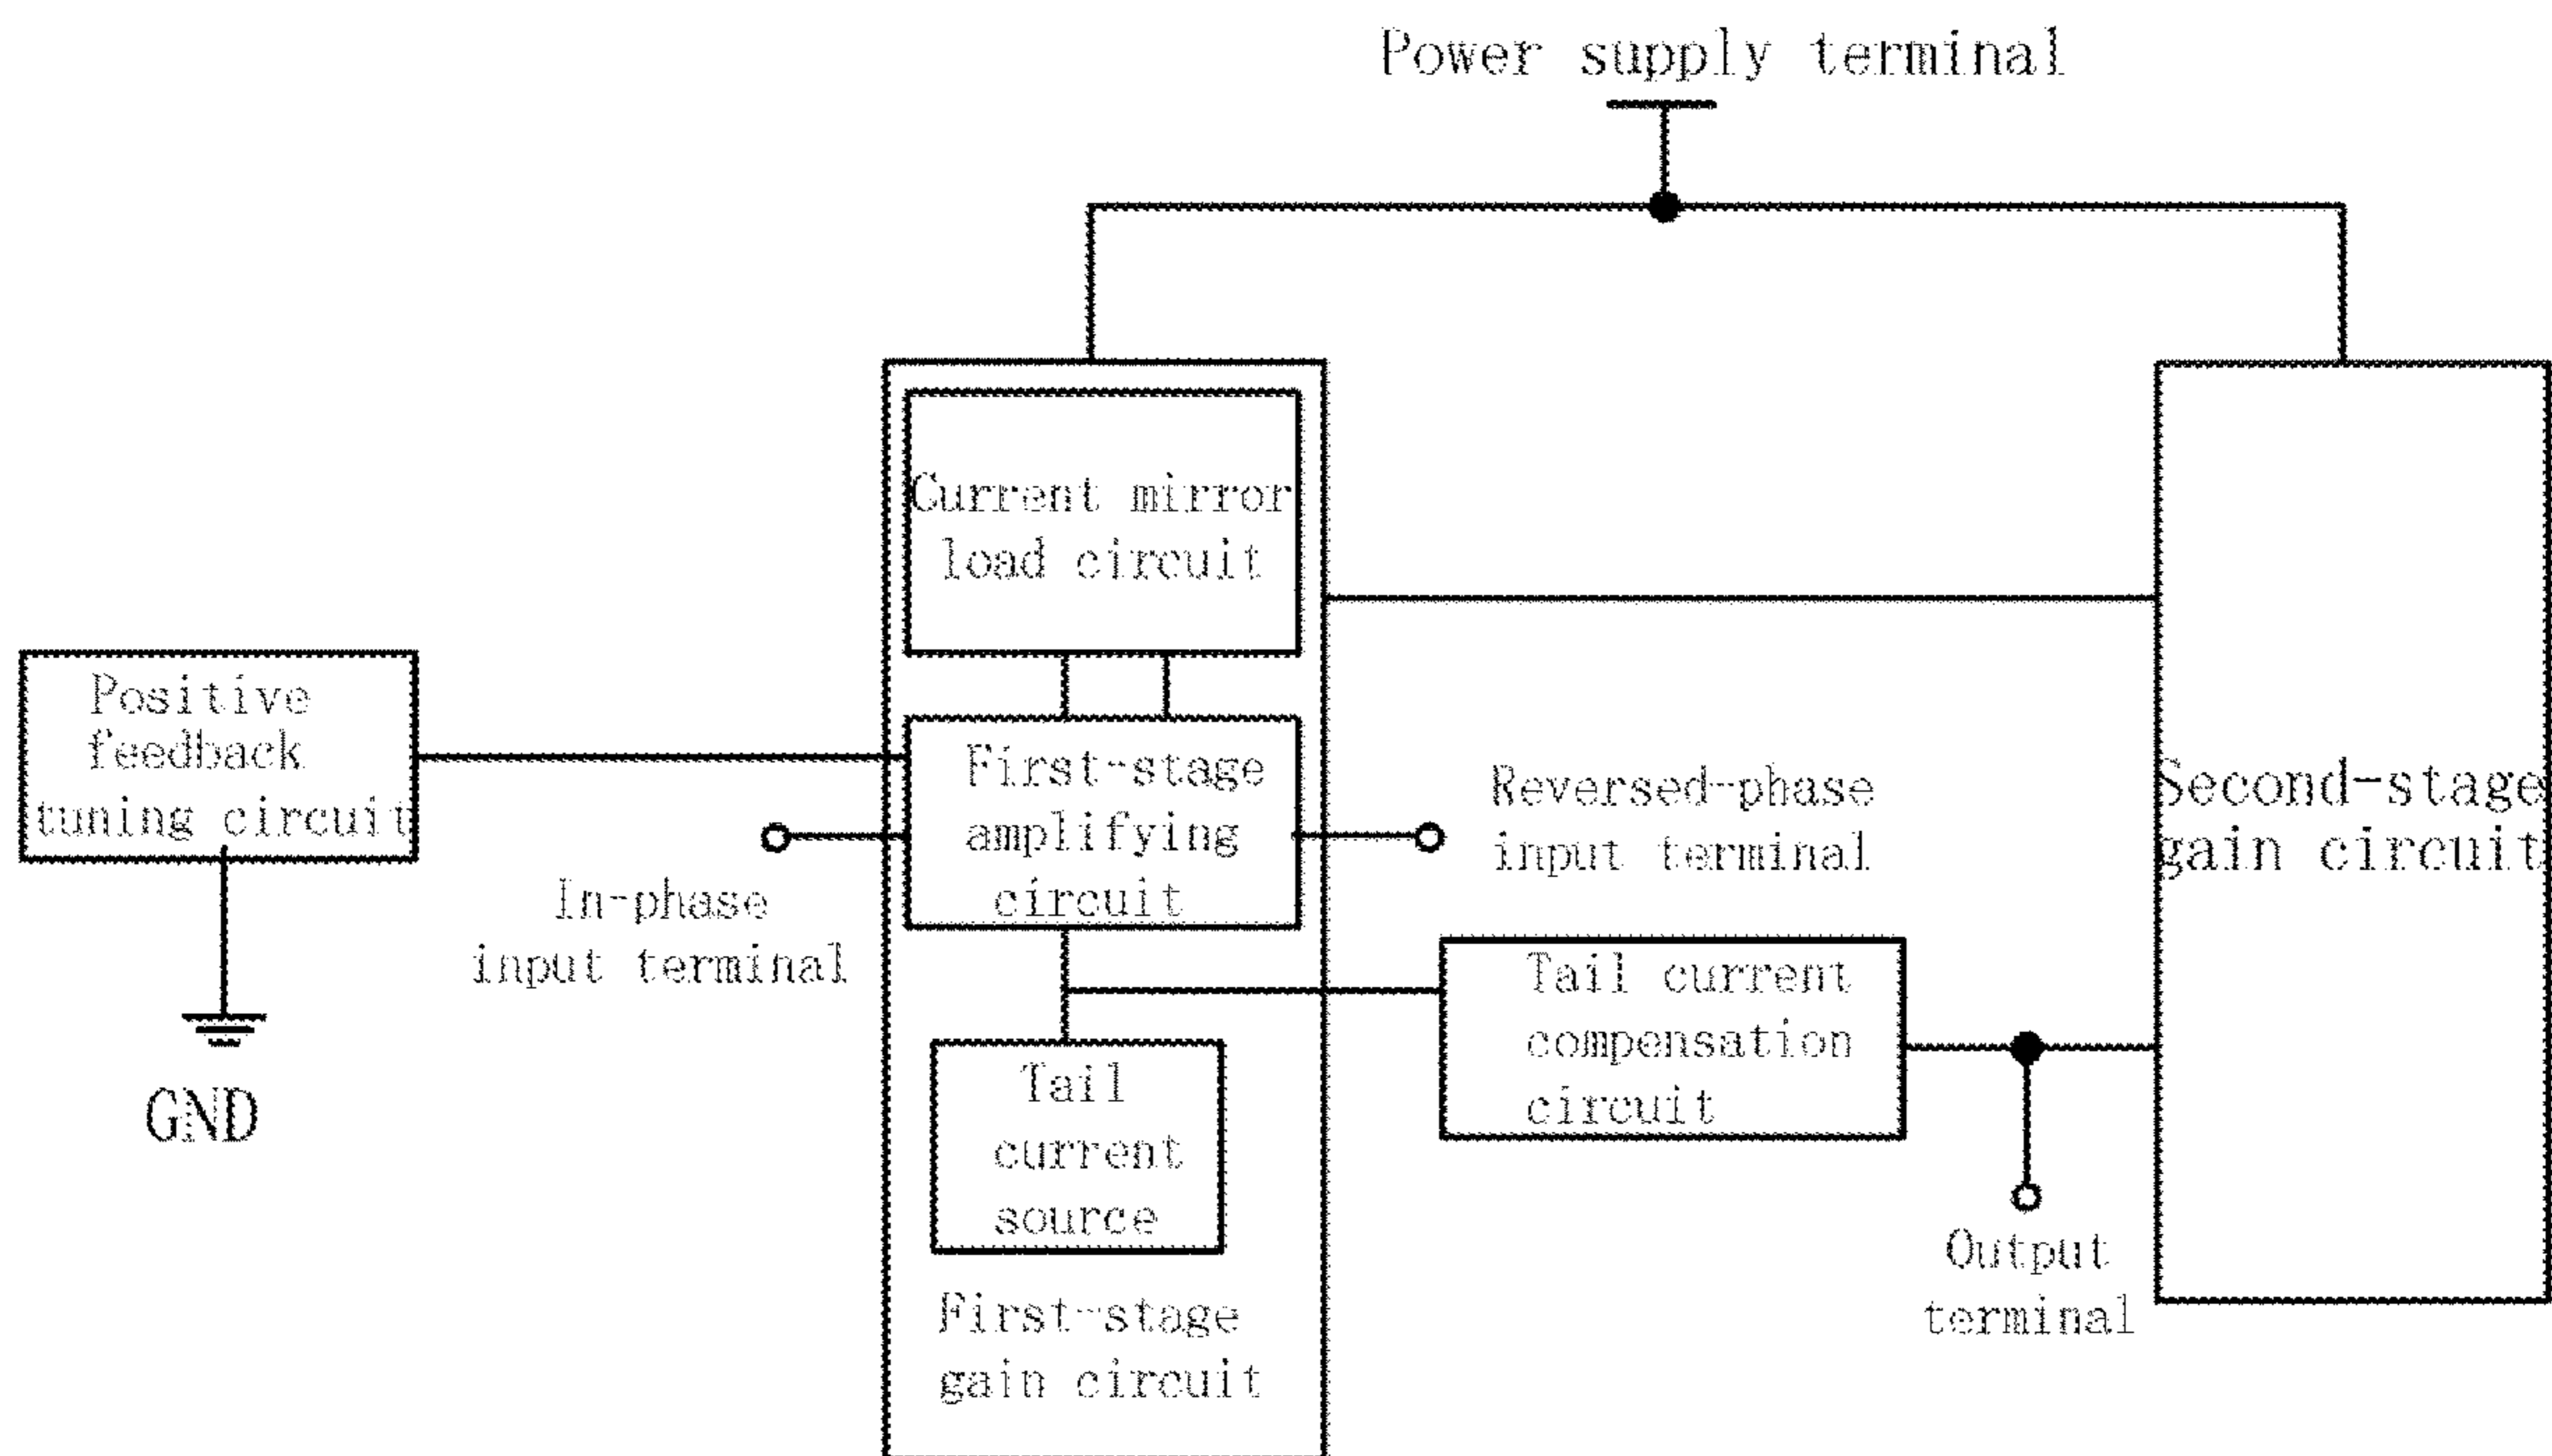 Power supply terminal
Current mirror
load circuit
Positive
feedback
tuning circuit
First-stage
amplifying
circuit
In-phase
input terminal
Reversed-phase
input terminal
Second-stage
gain circuit
Tail current
compensation
circuit
Tail
current
source
GND
Output
terminal
First-stage
gain circuit